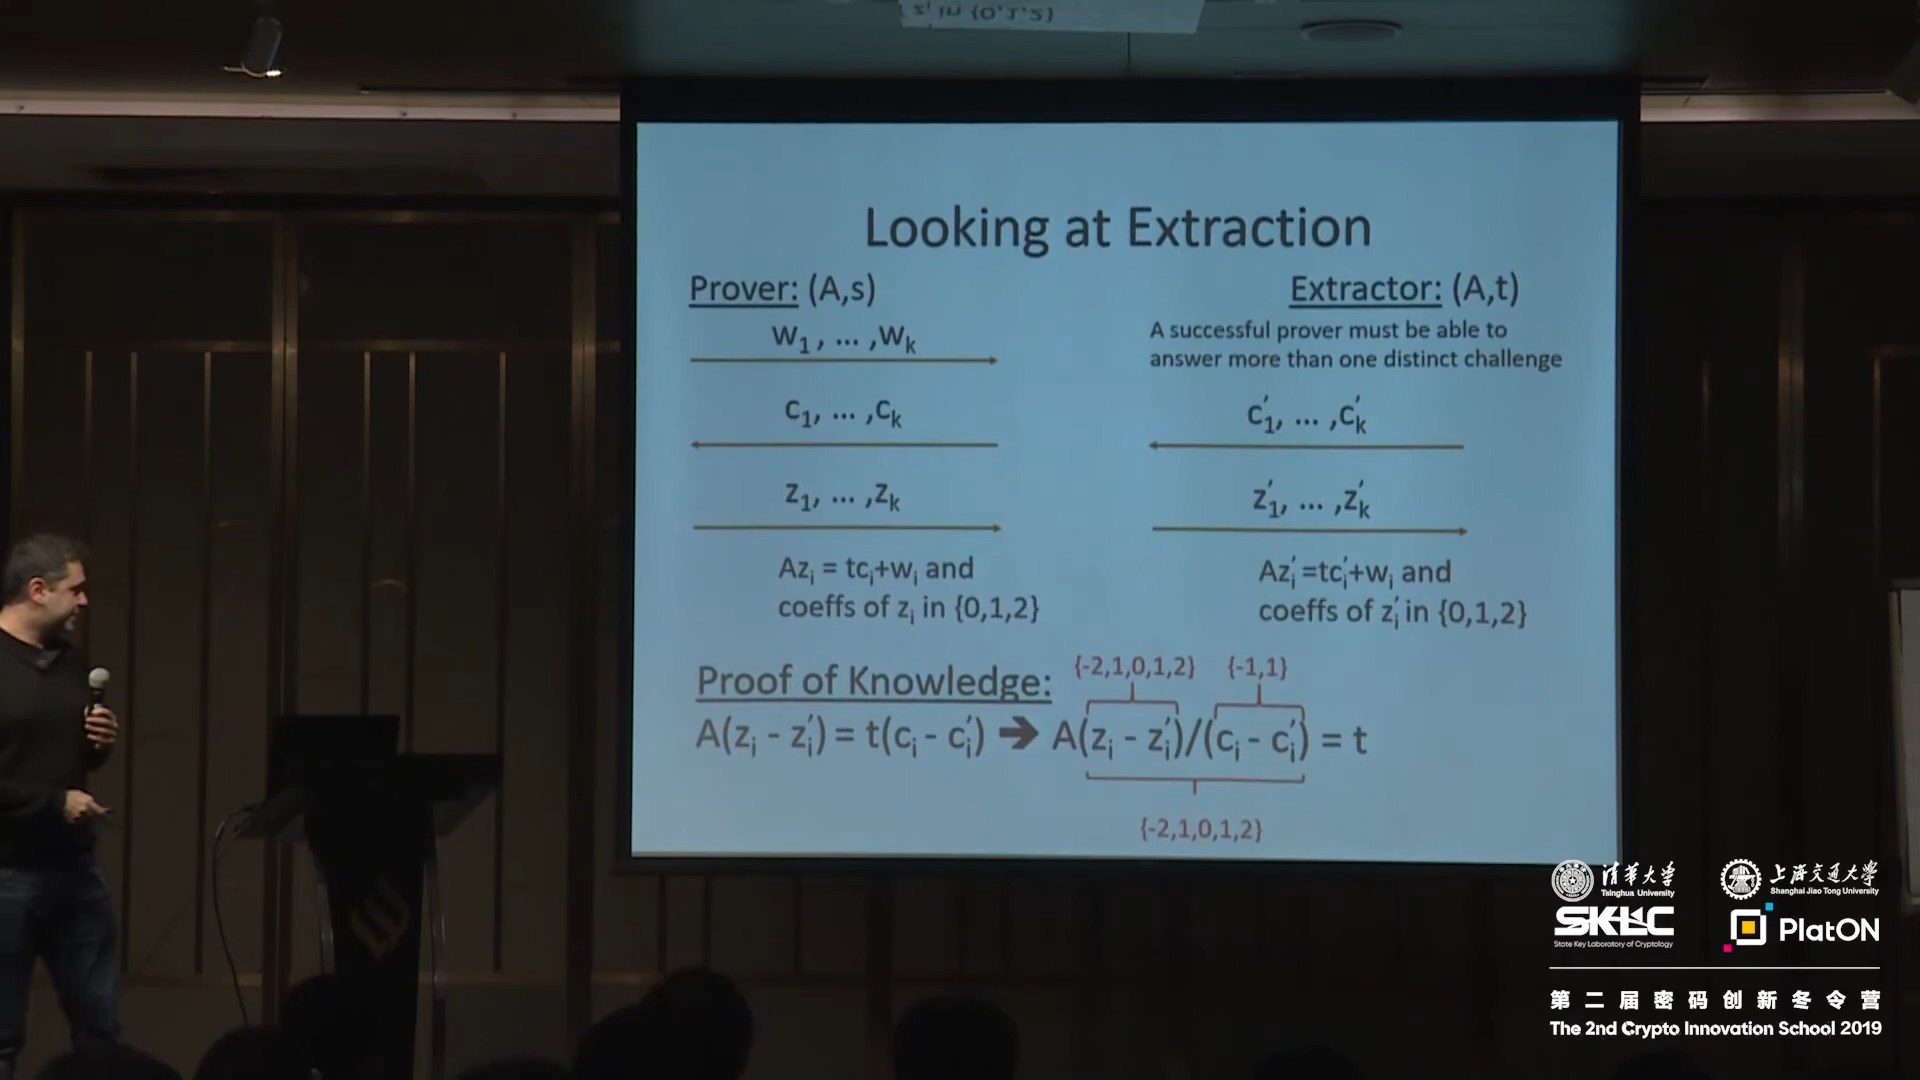 z in {0,1,2}
Looking at Extraction
Prover: (A,s)
w1, ... ,wk
c1, ... ,ck
z1, ... ,zk
Azi = tci+wi and
coeffs of zi in {0,1,2}
Extractor: (A,t)
A successful prover must be able to
answer more than one distinct challenge
c′1, ... ,c′k
z′1, ... ,z′k
Az′i=tc′i+wi and
coeffs of z′i in {0,1,2}
Proof of Knowledge:
{-2,1,0,1,2} {-1,1}
A(zi - z′i) = t(ci - c′i) ➔ A(zi - z′i)/(ci - c′i) = t
{-2,1,0,1,2}
清华大学
Tsinghua University
上海交通大学
Shanghai Jiao Tong University
SKLC
State Key Laboratory of Cryptology
PlatON
第二届密码创新冬令营
The 2nd Crypto Innovation School 2019